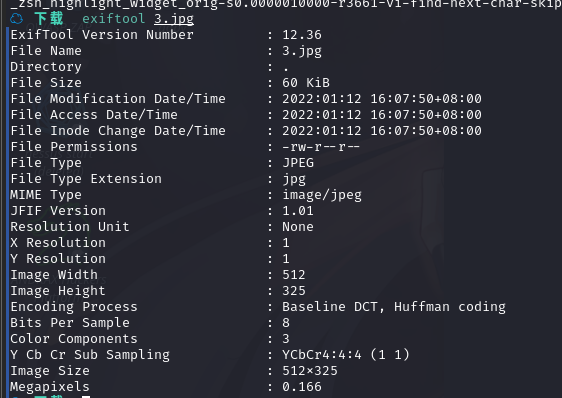 _zsh_highlight_widget_orig-s0.0000010000-r3661-vi-find-next-char-skip
下载 exiftool 3.jpg
ExifTool Version Number : 12.36
File Name : 3.jpg
Directory : .
File Size : 60 KiB
File Modification Date/Time : 2022:01:12 16:07:50+08:00
File Access Date/Time : 2022:01:12 16:07:50+08:00
File Inode Change Date/Time : 2022:01:12 16:07:50+08:00
File Permissions : -rw-r--r--
File Type : JPEG
File Type Extension : jpg
MIME Type : image/jpeg
JFIF Version : 1.01
Resolution Unit : None
X Resolution : 1
Y Resolution : 1
Image Width : 512
Image Height : 325
Encoding Process : Baseline DCT, Huffman coding
Bits Per Sample : 8
Color Components : 3
Y Cb Cr Sub Sampling : YCbCr4:4:4 (1 1)
Image Size : 512×325
Megapixels : 0.166
下载